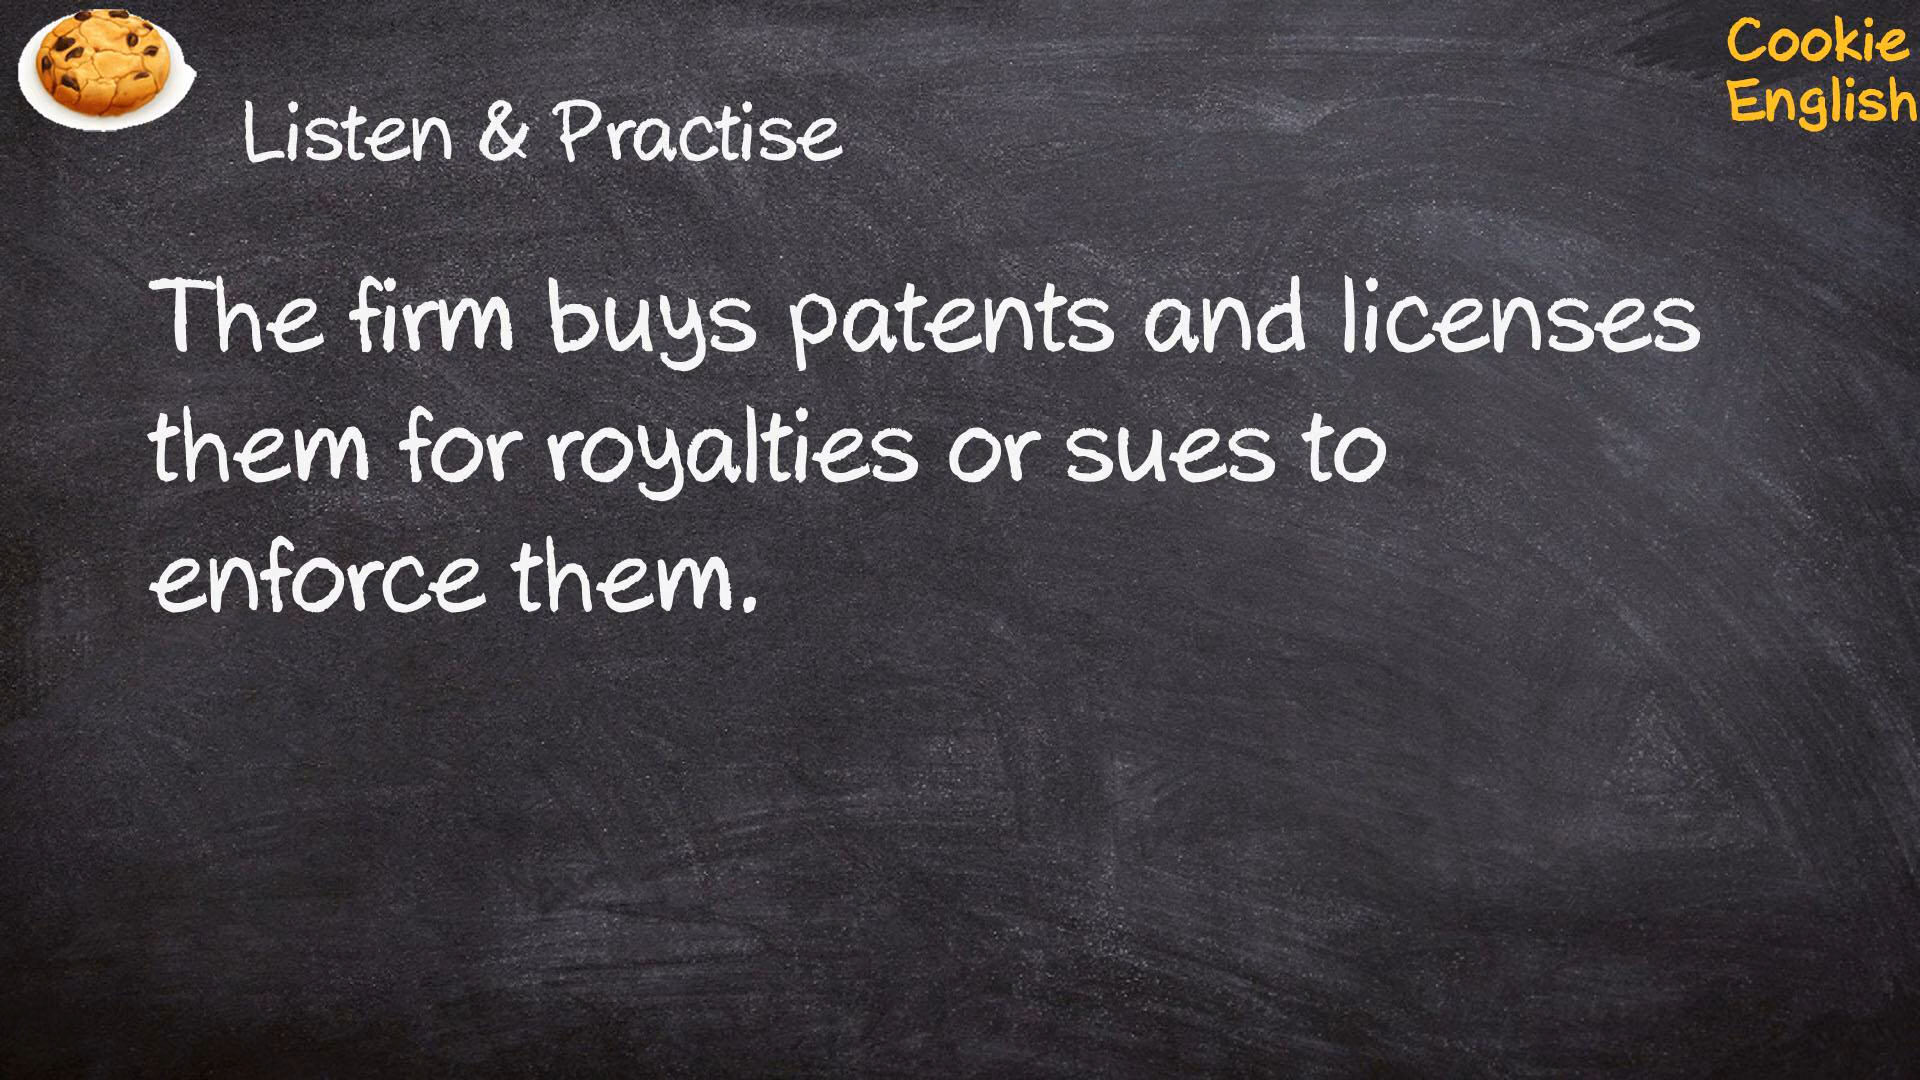 Cookie
English
Listen & Practise
The firm buys patents and licenses
them for royalties or sues to
enforce them.